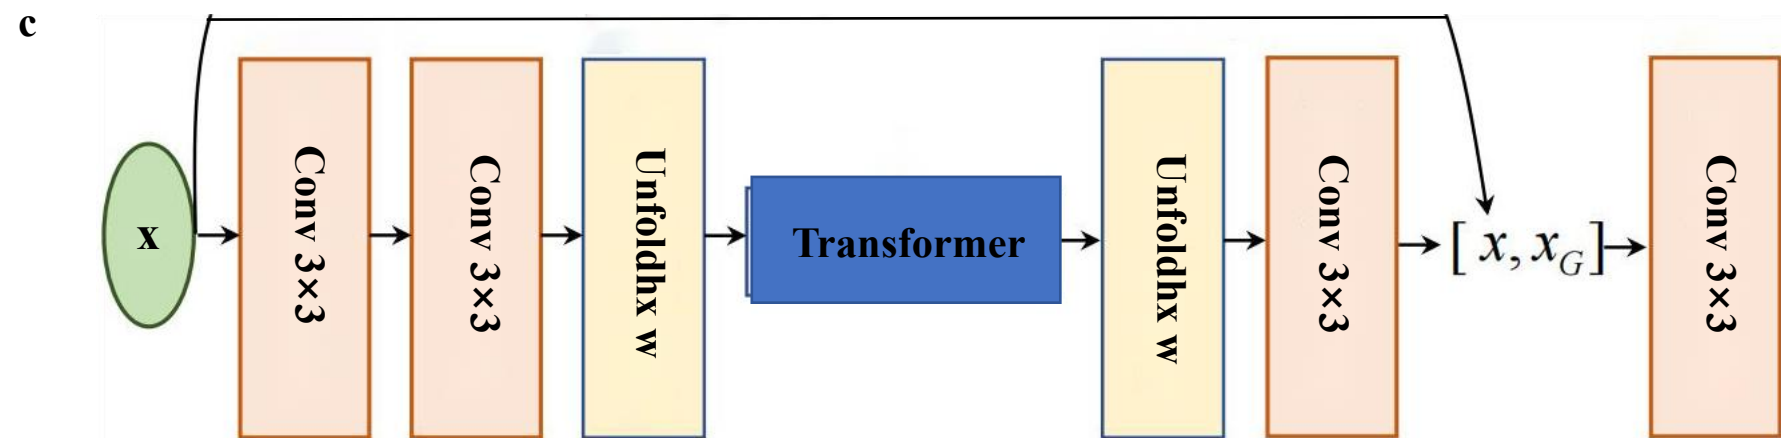 c
x
Conv 3×3
Conv 3×3
Unfoldhx w
Transformer
Unfoldhx w
Conv 3×3
[ x, x_G ]
Conv 3×3